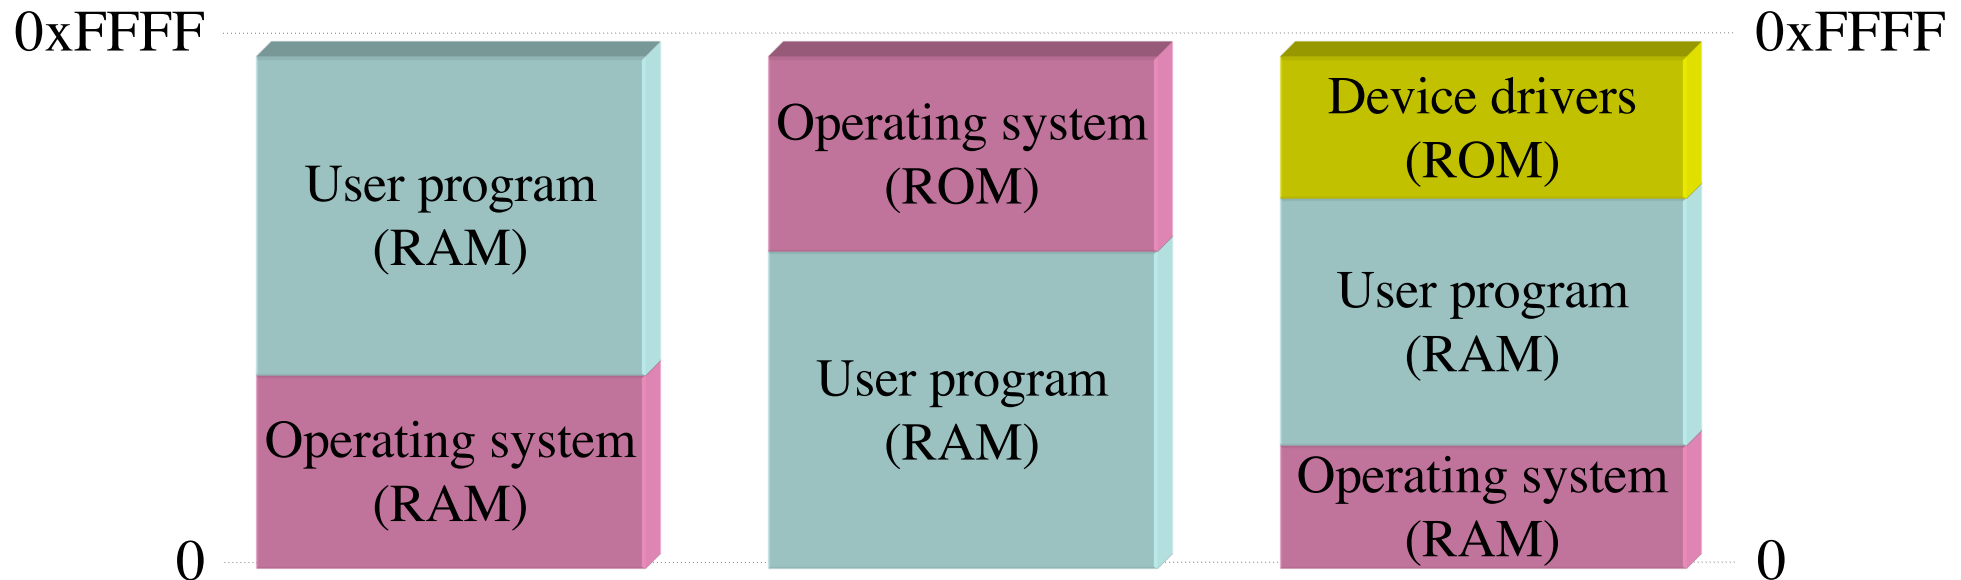 0xFFFF
User program
(RAM)
Operating system
(RAM)
0
Operating system
(ROM)
User program
(RAM)
Device drivers
(ROM)
User program
(RAM)
Operating system
(RAM)
0xFFFF
0